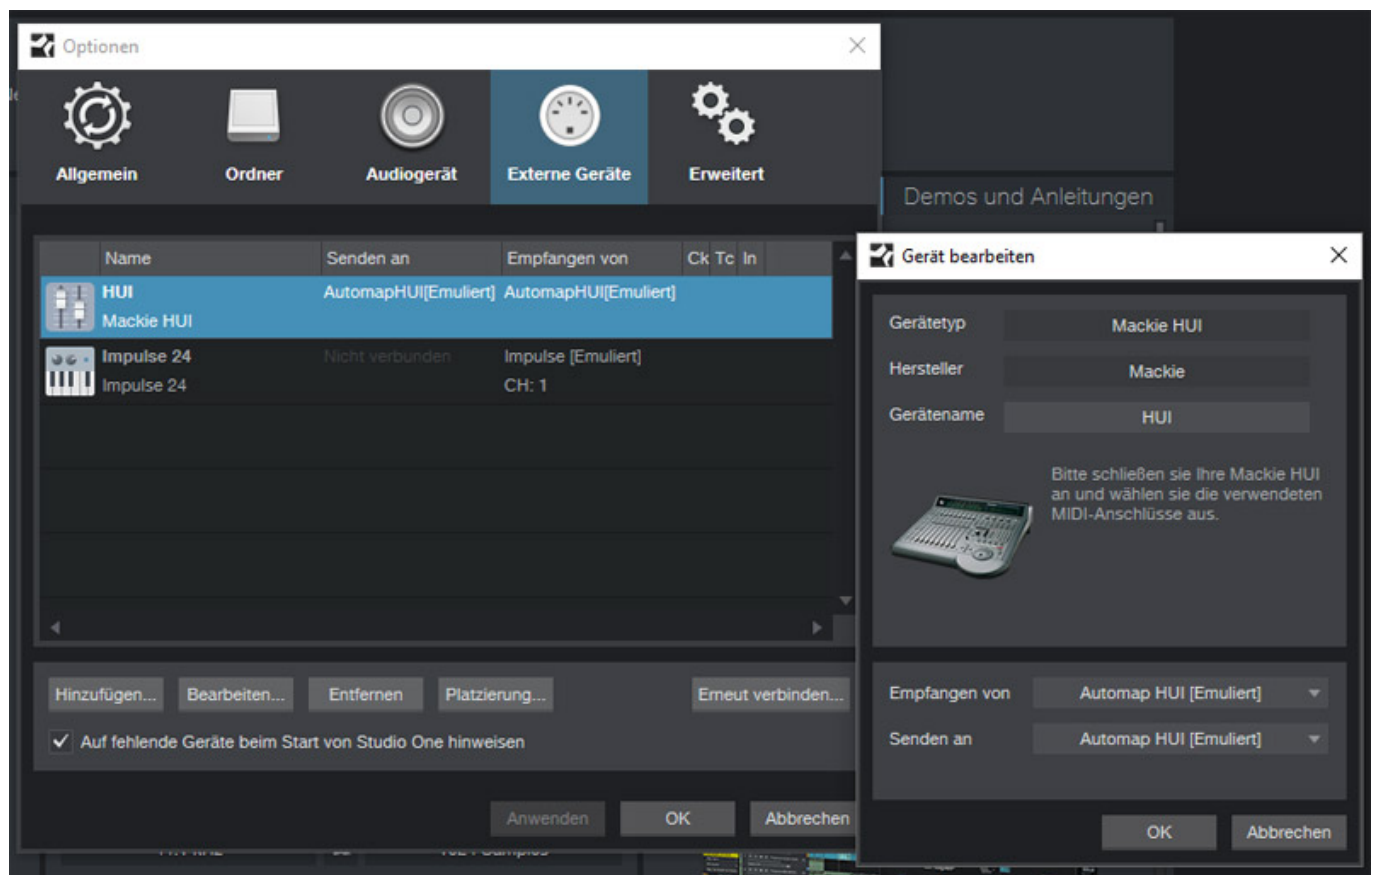 Optionen
Allgemein
Ordner
Audiogerät
Externe Geräte
Erweitert
Demos und Anleitungen
Name
Senden an
Empfangen von
Ck
Tc
In
HUI
AutomapHUI[Emuliert]
AutomapHUI[Emuliert]
Mackie HUI
Impulse 24
Nicht verbunden
Impulse [Emuliert]
Impulse 24
CH: 1
Hinzufügen...
Bearbeiten...
Entfernen
Platzierung...
Erneut verbinden...
Auf fehlende Geräte beim Start von Studio One hinweisen
Anwenden
OK
Abbrechen
Gerät bearbeiten
Gerätetyp
Mackie HUI
Hersteller
Mackie
Gerätename
HUI
Bitte schließen sie Ihre Mackie HUI
an und wählen sie die verwendeten
MIDI-Anschlüsse aus.
Empfangen von
Automap HUI [Emuliert]
Senden an
Automap HUI [Emuliert]
OK
Abbrechen